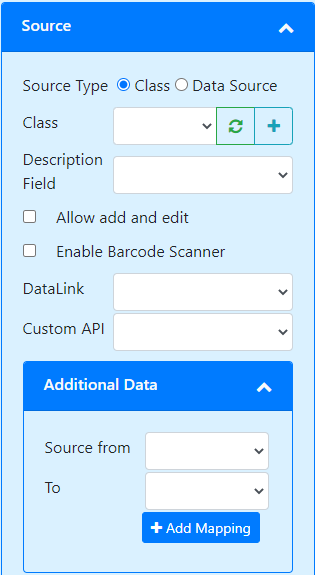 Source
Source Type Class Data Source
Class
Description
Field
Allow add and edit
Enable Barcode Scanner
DataLink
Custom API
Additional Data
Source from
To
Add Mapping